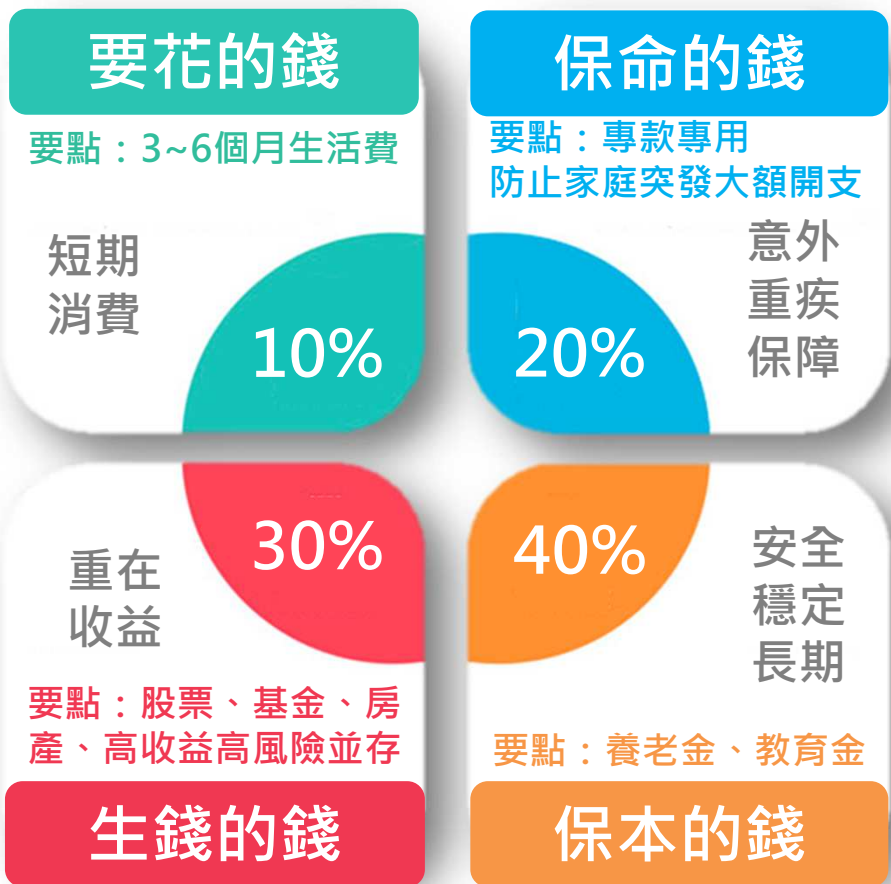 要花的錢
要點：3~6個月生活費
短期
消費
10%
保命的錢
要點：專款專用
防止家庭突發大額開支
意外
重疾
保障
20%
30%
重在
收益
要點：股票、基金、房
產、高收益高風險並存
生錢的錢
40%
安全
穩定
長期
要點：養老金、教育金
保本的錢